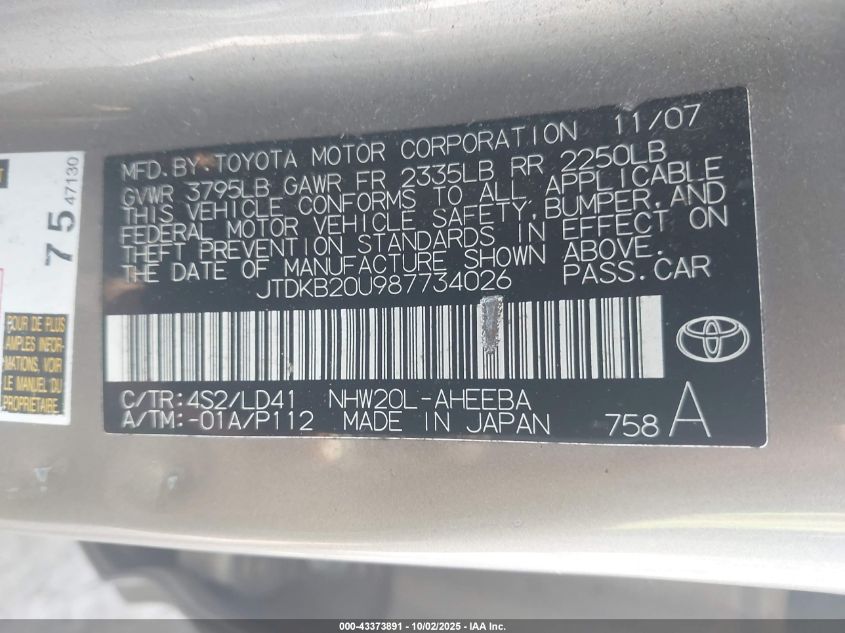 MFD.BY:TOYOTA MOTOR CORPORATION 11/07
GVWR 3795LB GAWR FR 2335LB RR 2250LB
THIS VEHICLE CONFORMS TO ALL APPLICABLE
FEDERAL MOTOR VEHICLE SAFETY,BUMPER,AND
THEFT PREVENTION STANDARDS IN EFFECT ON
THE DATE OF MANUFACTURE SHOWN ABOVE.
JTDKB20U987734026 PASS.CAR
C/TR:4S2/LD41 NHW20L-AHEEBA
A/TM:-01A/P112 MADE IN JAPAN 758 A
75 47130
POUR DE PLUS
AMPLES INFOR-
MATIONS, VOIR
LE MANUEL DU
PROPRIÉTAIRE.
000-43373891 - 10/02/2025 - IAA Inc.